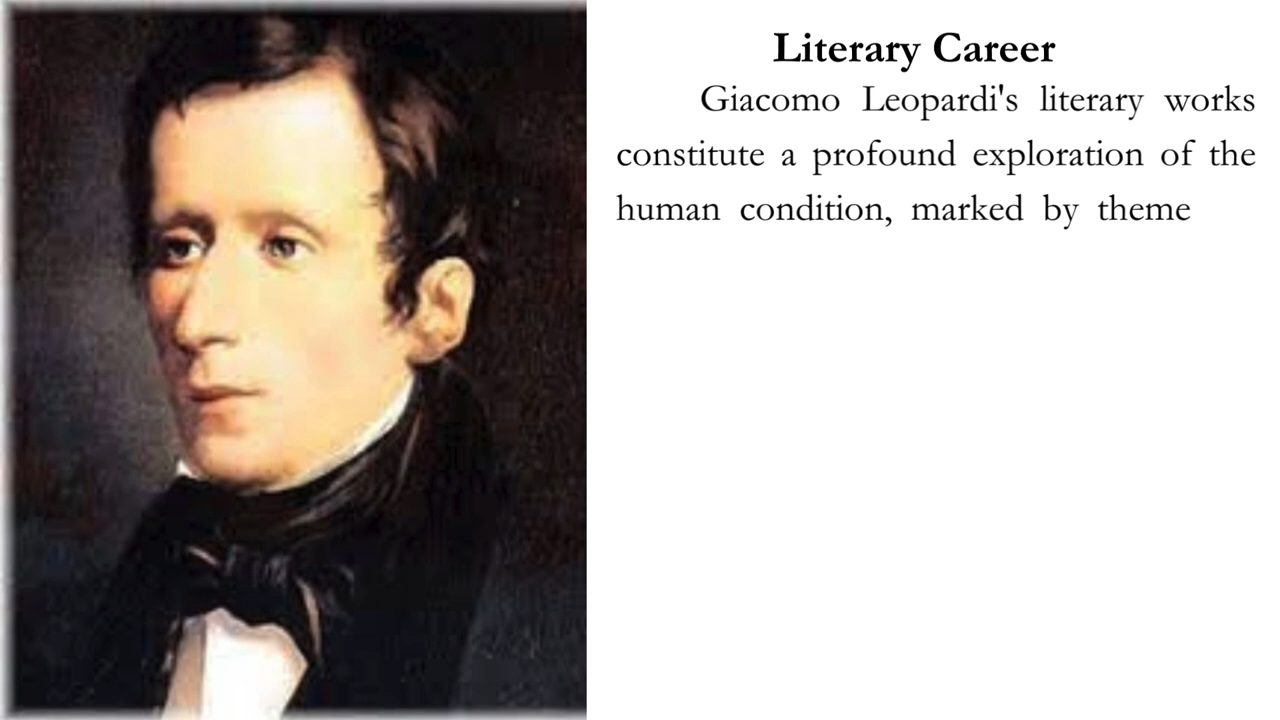 Literary Career
Giacomo Leopardi's literary works
constitute a profound exploration of the
human condition, marked by theme